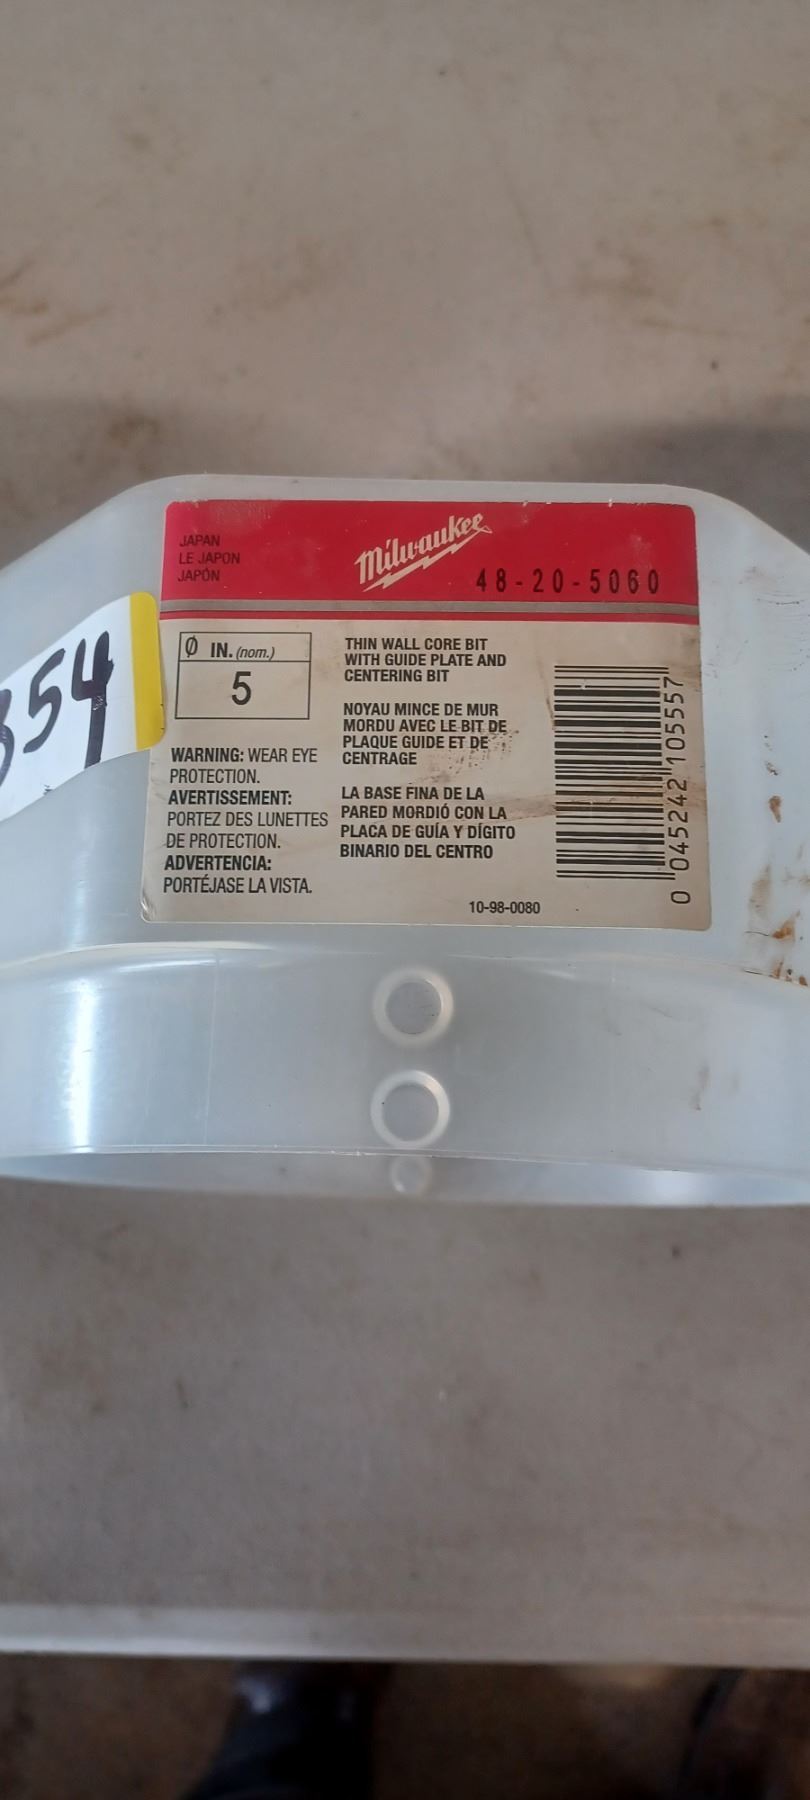 JAPAN
LE JAPON
JAPÓN
Milwaukee
48-20-5060
54
Ø IN. (nom.)
5
WARNING: WEAR EYE
PROTECTION.
AVERTISSEMENT:
PORTEZ DES LUNETTES
DE PROTECTION.
ADVERTENCIA:
PORTÉJASE LA VISTA.
THIN WALL CORE BIT
WITH GUIDE PLATE AND
CENTERING BIT
NOYAU MINCE DE MUR
MORDU AVEC LE BIT DE
PLAQUE GUIDE ET DE
CENTRAGE
LA BASE FINA DE LA
PARED MORDIÓ CON LA
PLACA DE GUÍA Y DÍGITO
BINARIO DEL CENTRO
10-98-0080
0 045242 105557